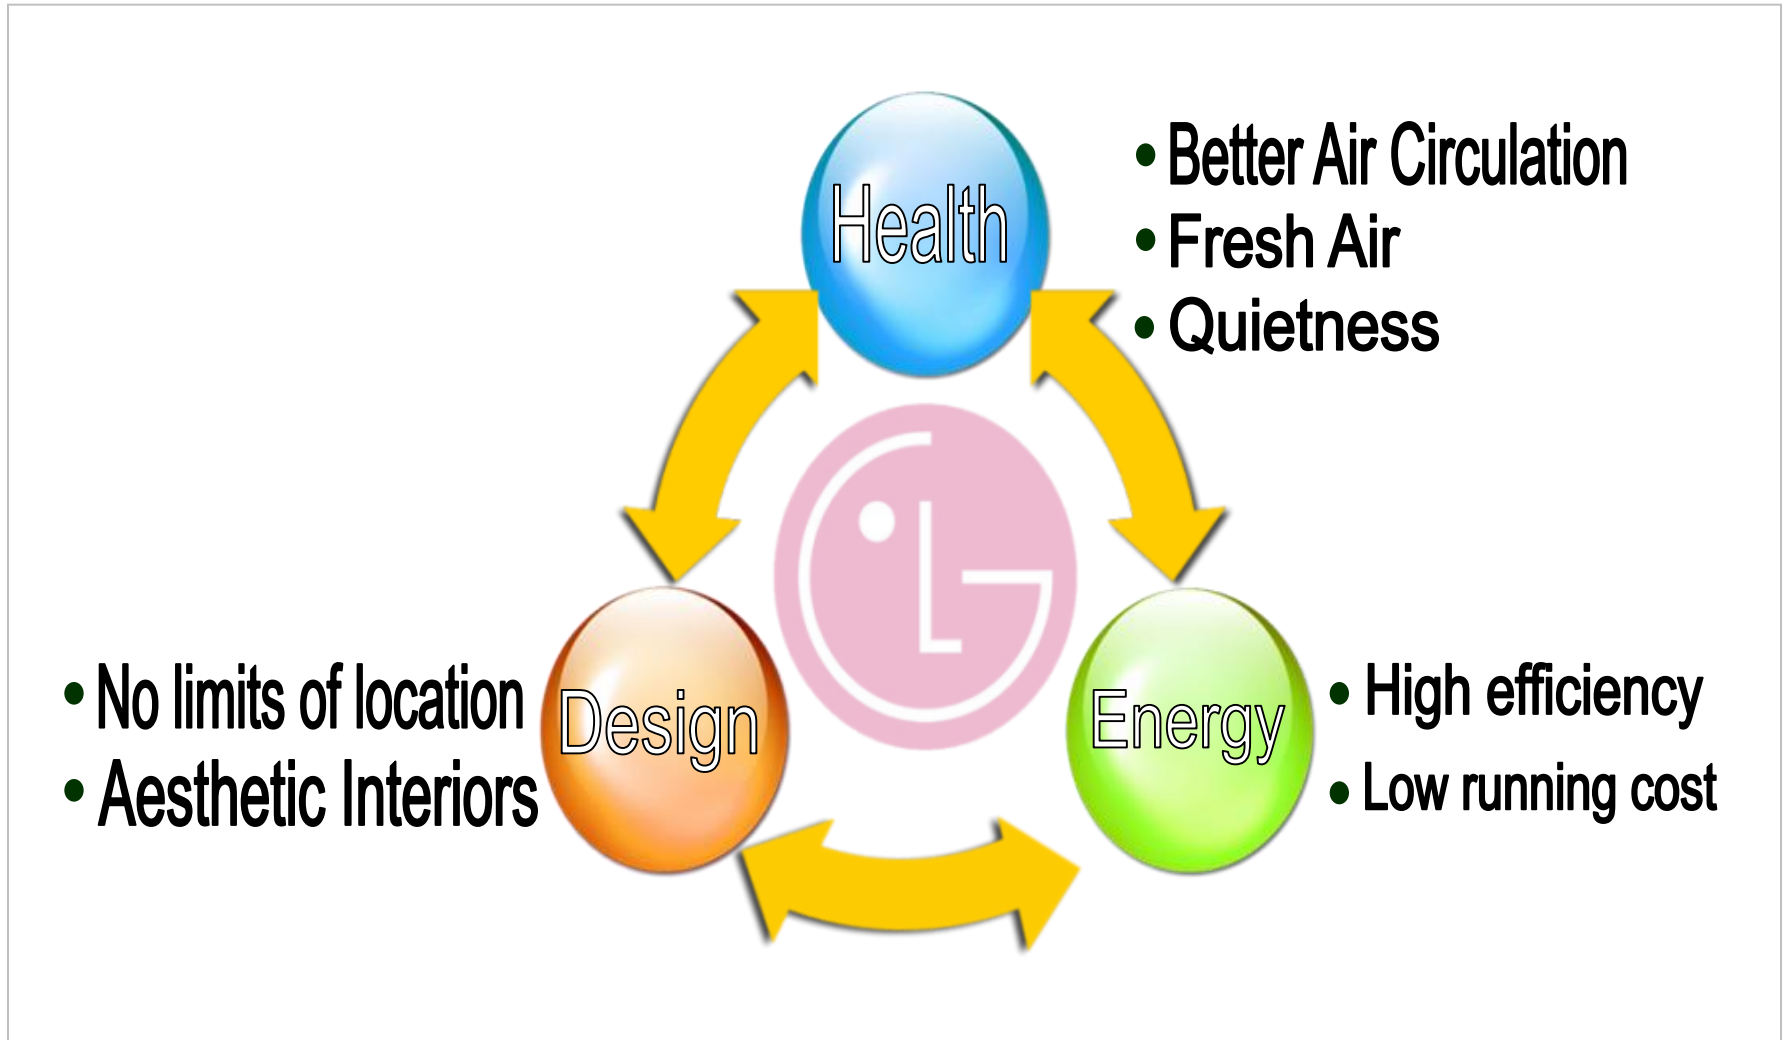 Health
• Better Air Circulation
• Fresh Air
• Quietness
LG
Design
• No limits of location
• Aesthetic Interiors
Energy
• High efficiency
• Low running cost